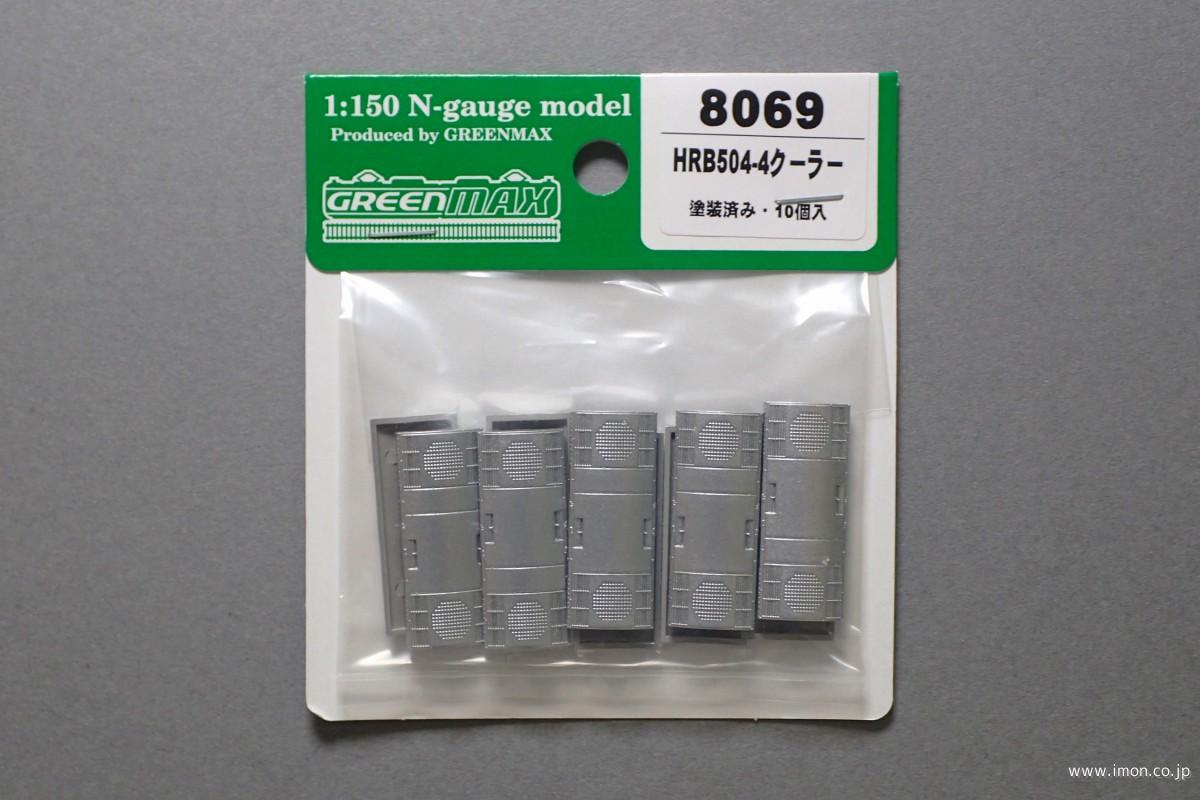 1:150 N-gauge model
Produced by GREENMAX
GREENMAX
8069
HRB504-4クーラー
塗装済み・10個入
www.imon.co.jp